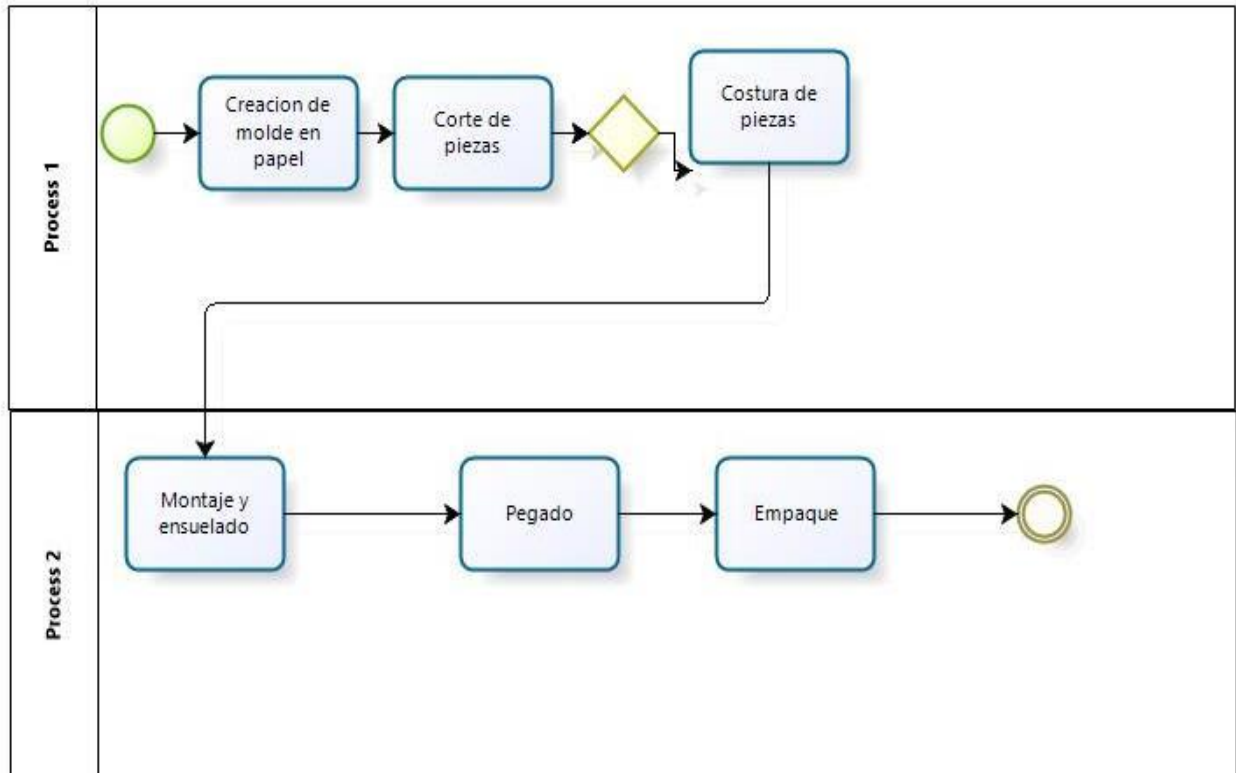 Process 1
Creacion de
molde en
papel
Corte de
piezas
Costura de
piezas
Process 2
Montaje y
ensuelado
Pegado
Empaque